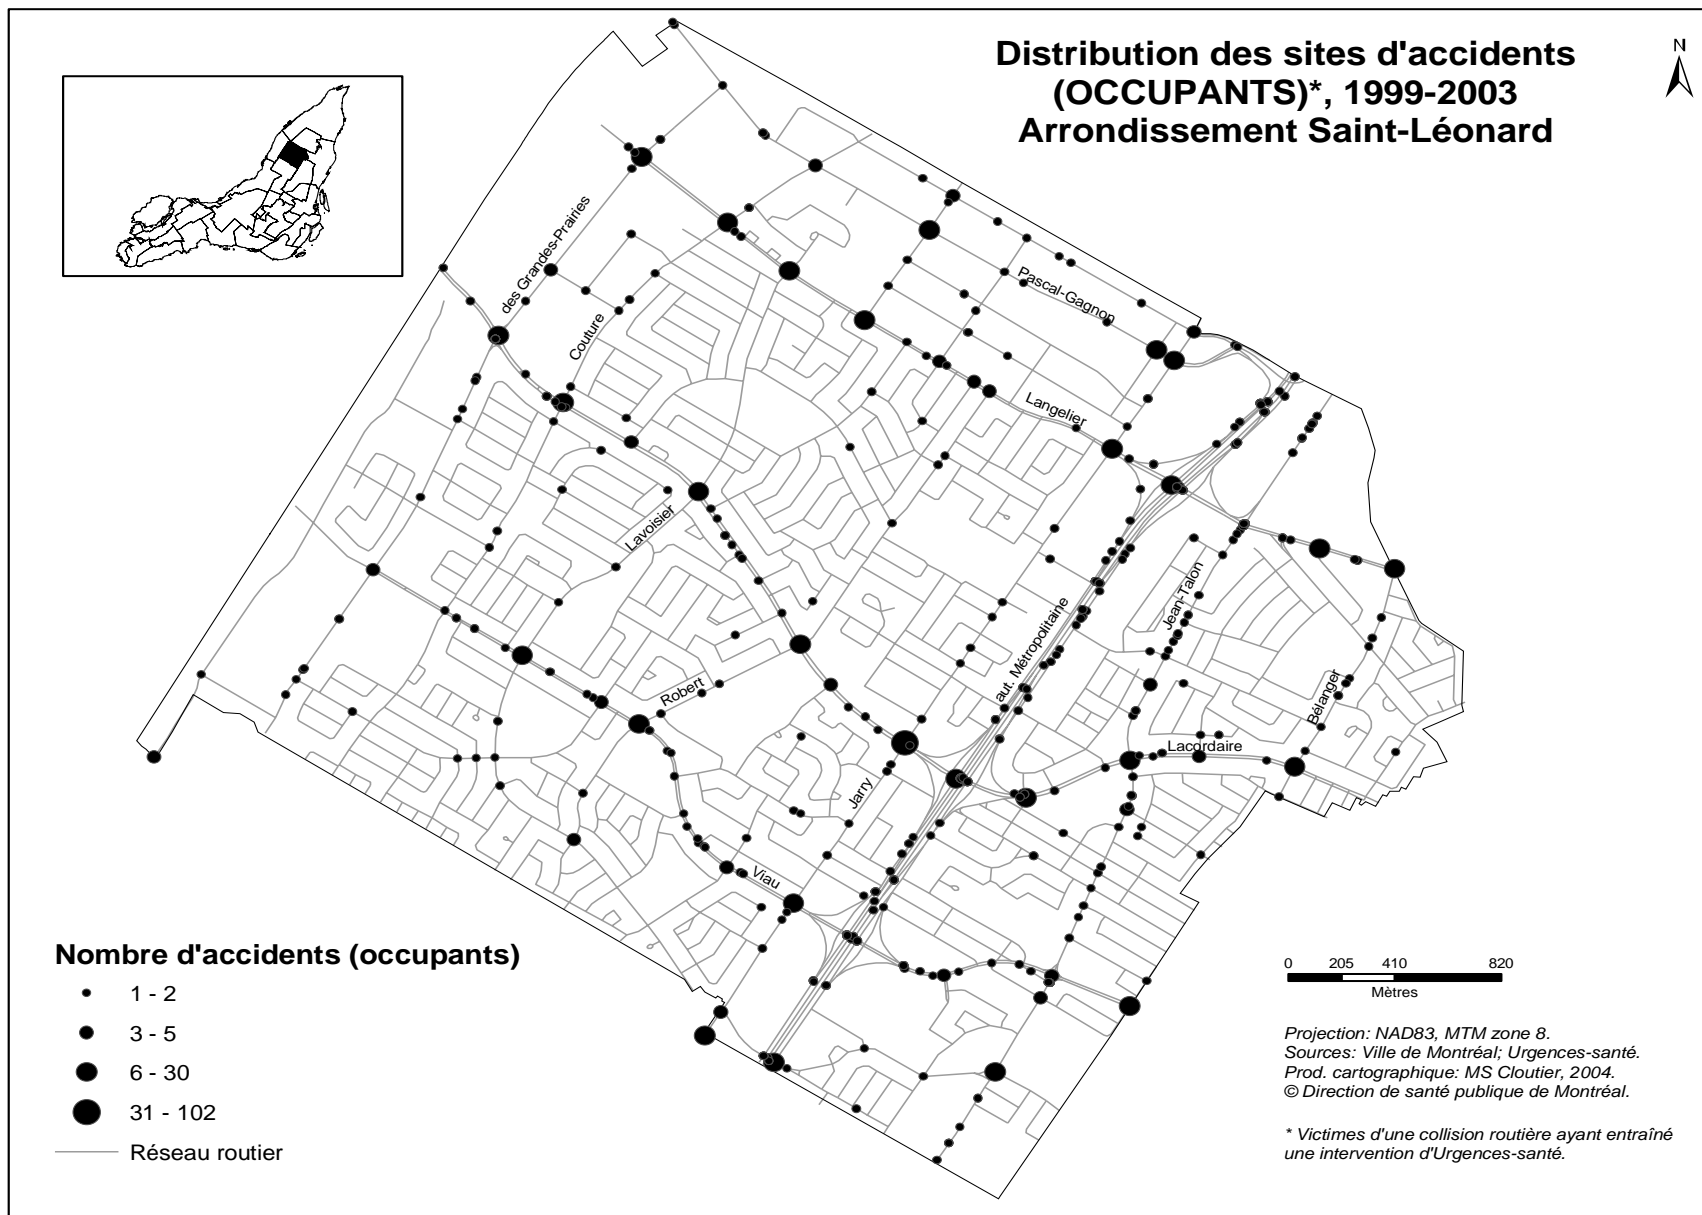 Distribution des sites d'accidents
(OCCUPANTS)*, 1999-2003
Arrondissement Saint-Léonard
N
des Grandes-Prairies
Couture
Pascal-Gagnon
Langelier
Lavoisier
Robert
aut. Métropolitaine
Jean-Talon
Bélanger
Lacordaire
Jarry
Viau
Nombre d'accidents (occupants)
1 - 2
3 - 5
6 - 30
31 - 102
Réseau routier
0 205 410 820
Mètres
Projection: NAD83, MTM zone 8.
Sources: Ville de Montréal; Urgences-santé.
Prod. cartographique: MS Cloutier, 2004.
© Direction de santé publique de Montréal.
* Victimes d'une collision routière ayant entraîné
une intervention d'Urgences-santé.